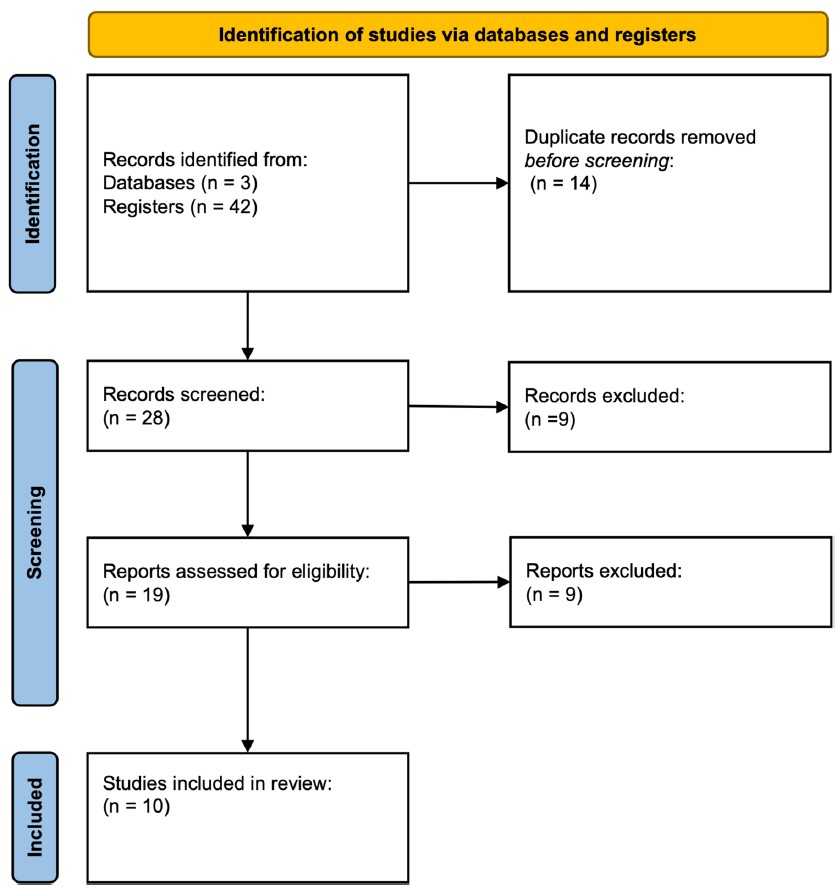 Identification of studies via databases and registers
Identification
Records identified from:
Databases (n = 3)
Registers (n = 42)
Duplicate records removed
before screening:
(n = 14)
Screening
Records screened:
(n = 28)
Records excluded:
(n =9)
Reports assessed for eligibility:
(n = 19)
Reports excluded:
(n = 9)
Included
Studies included in review:
(n = 10)